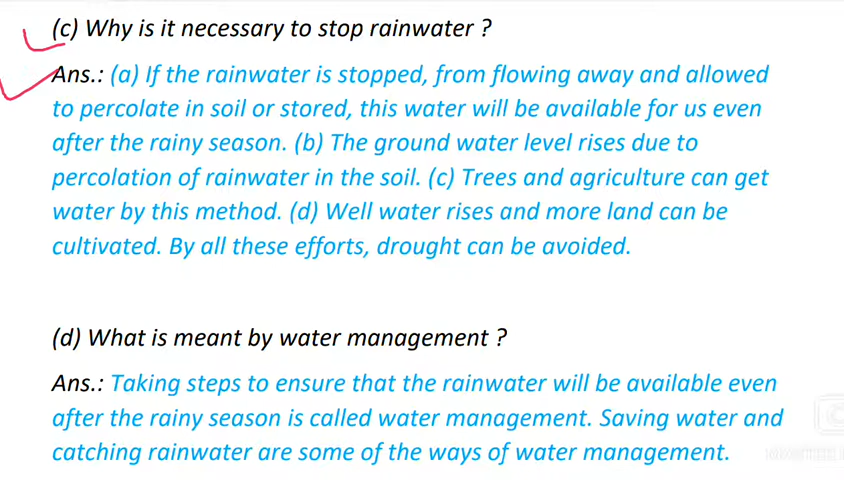 (c) Why is it necessary to stop rainwater ?
Ans.: (a) If the rainwater is stopped, from flowing away and allowed
to percolate in soil or stored, this water will be available for us even
after the rainy season. (b) The ground water level rises due to
percolation of rainwater in the soil. (c) Trees and agriculture can get
water by this method. (d) Well water rises and more land can be
cultivated. By all these efforts, drought can be avoided.
(d) What is meant by water management ?
Ans.: Taking steps to ensure that the rainwater will be available even
after the rainy season is called water management. Saving water and
catching rainwater are some of the ways of water management.